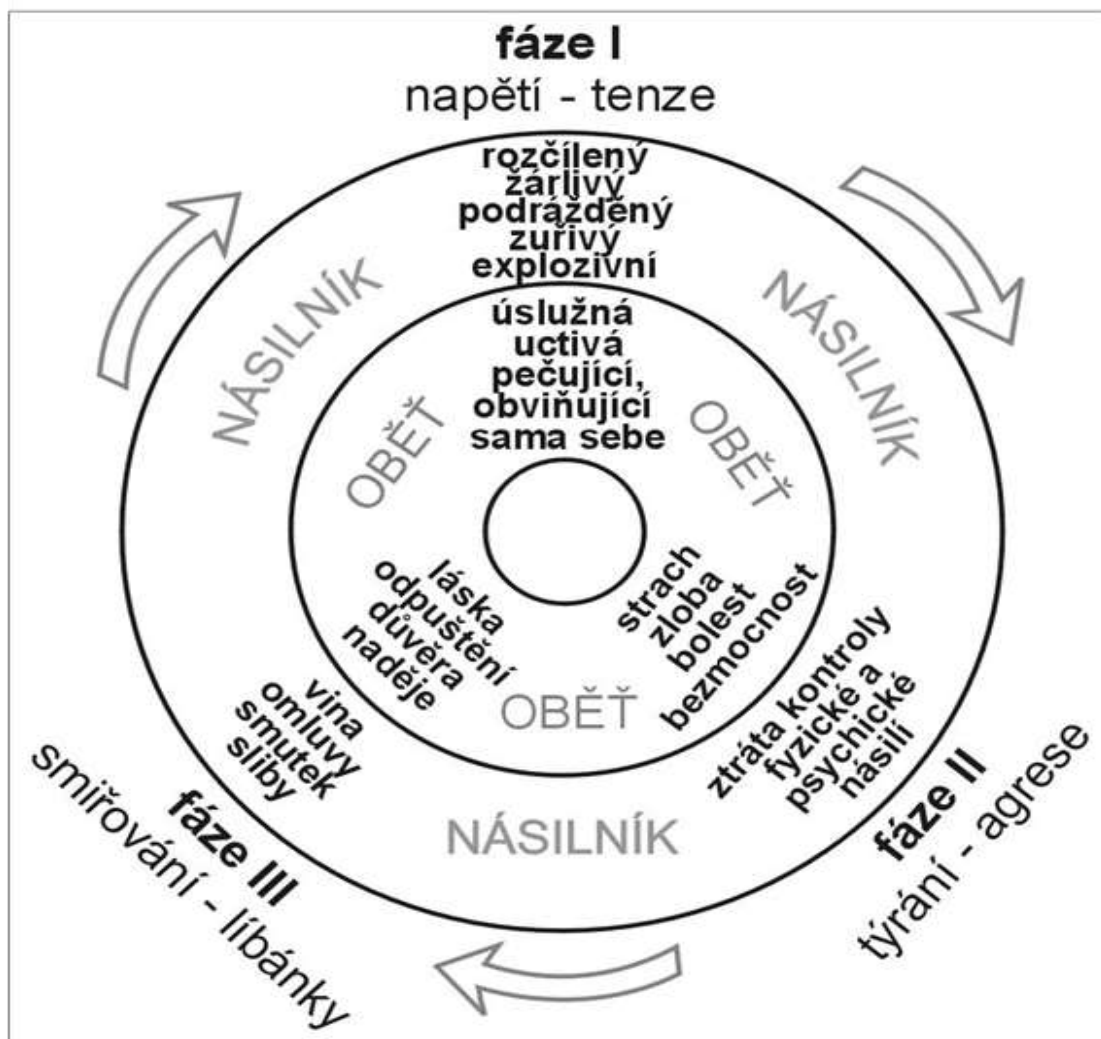 fáze I
napětí - tenze
rozčílený
žárlivý
podrážděný
zuřivý
explozivní
NÁSILNÍK
NÁSILNÍK
úslužná
uctivá
pečující,
obviňující
sama sebe
OBĚŤ
OBĚŤ
strach
zloba
bolest
bezmocnost
ztráta kontroly
fyzické a
psychické
násilí
fáze II
týrání - agrese
láska
odpuštění
důvěra
naděje
OBĚŤ
vina
omluvy
smutek
sliby
NÁSILNÍK
fáze III
smiřování - líbánky